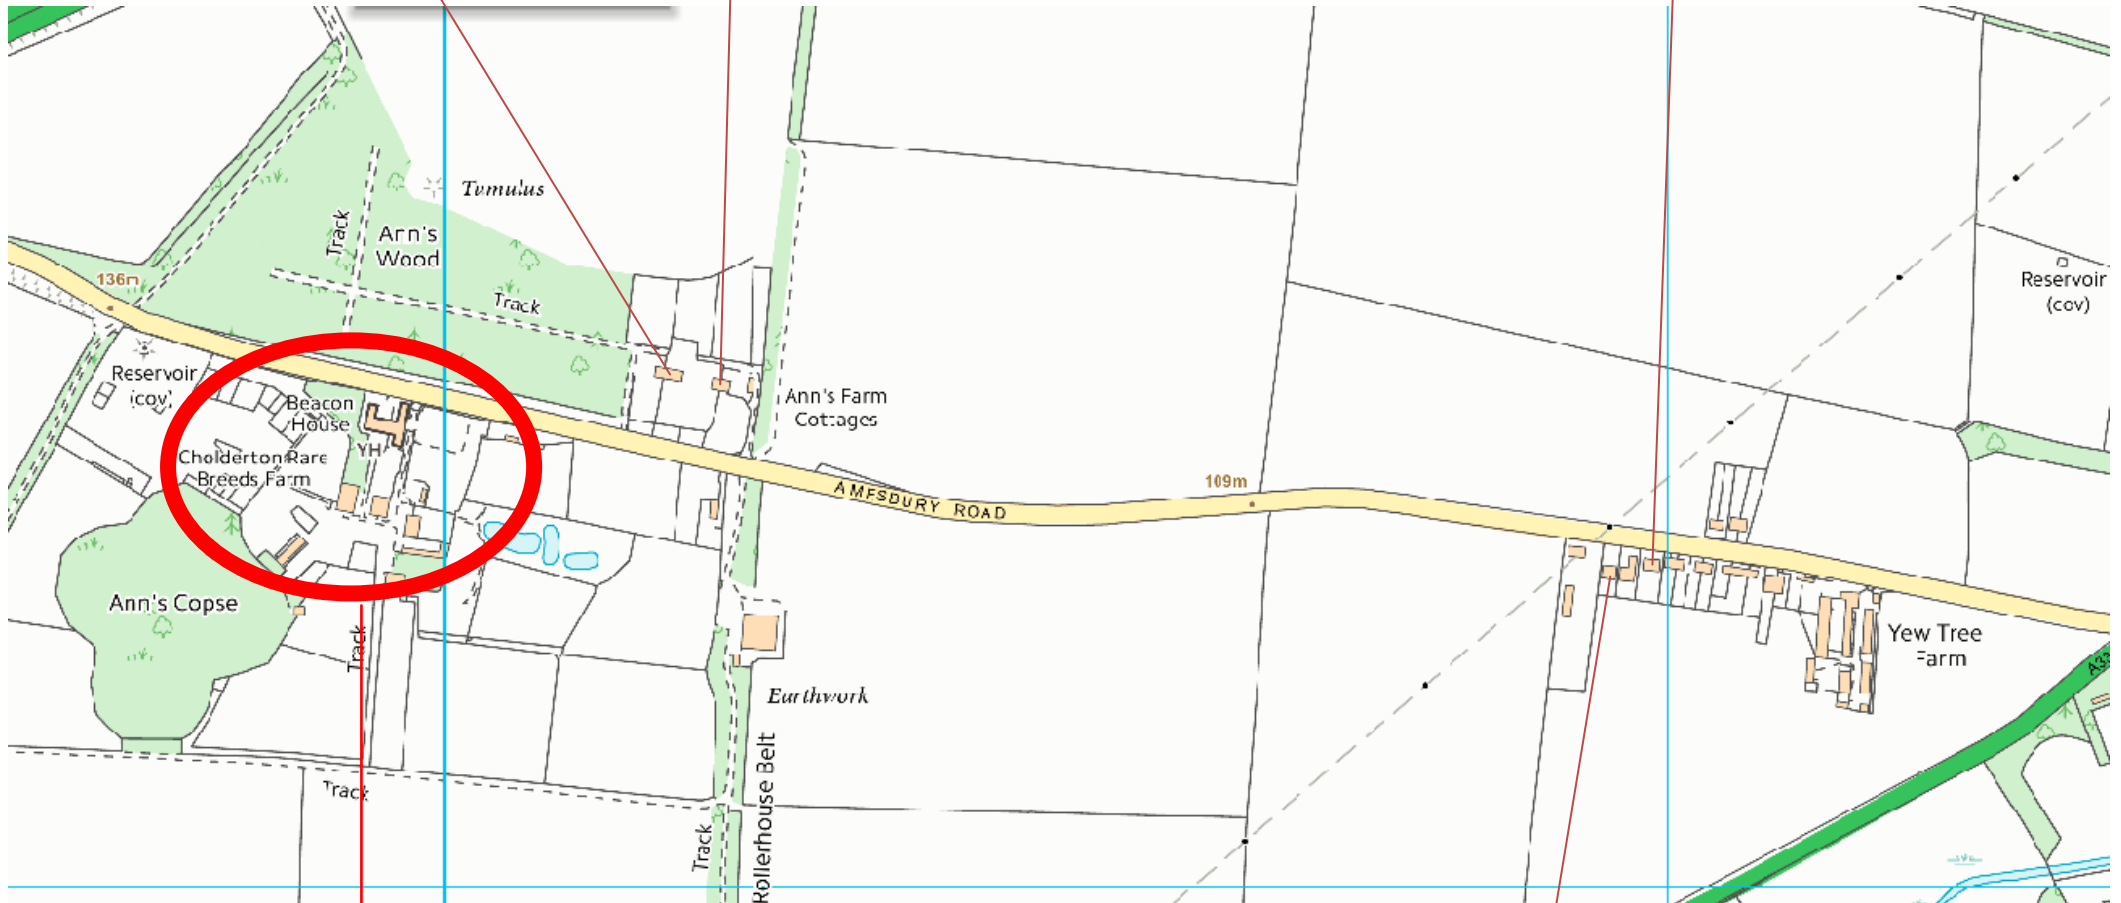 Tumulus
Track
Ann's
Wood
136m
Track
Reservoir
(cov)
Reservoir
(cov)
Beacon
House
Ann's Farm
Cottages
YH
Cholderton Rare
Breeds Farm
109m
AMESBURY ROAD
Ann's Copse
Track
Yew Tree
Farm
A33
Earthwork
Track
Rollerhouse Belt
Track